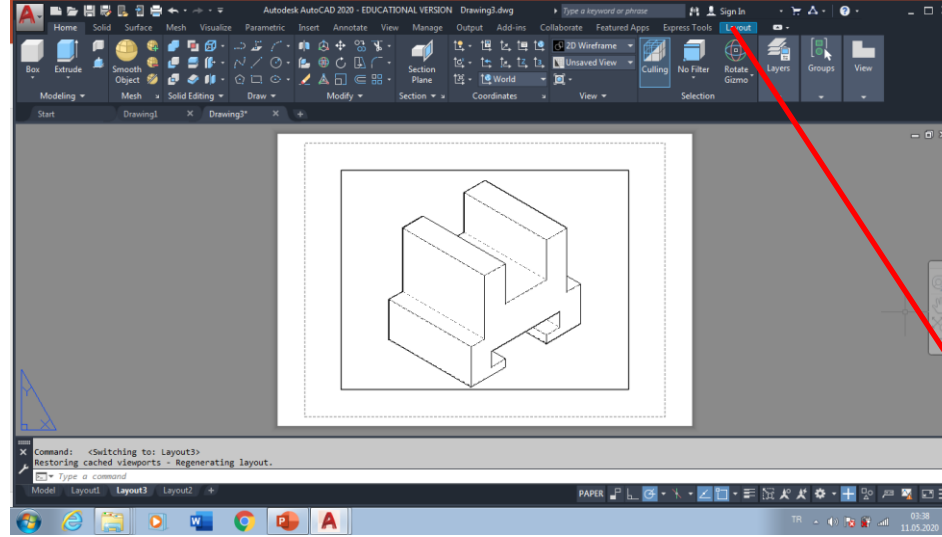 Autodesk AutoCAD 2020 - EDUCATIONAL VERSION Drawing3.dwg Type a keyword or phrase Sign In
Home Solid Surface Mesh Visualize Parametric Insert Annotate View Manage Output Add-ins Collaborate Featured Apps Express Tools Layout
2D Wireframe
Unsaved View
World
Box Extrude Smooth Object Section Plane Culling No Filter Rotate Gizmo Layers Groups View
Modeling Mesh Solid Editing Draw Modify Section Coordinates View Selection
Start Drawing1 Drawing3*
Y
X
Command: <Switching to: Layout3>
Restoring cached viewports - Regenerating layout.
Type a command
Model Layout1 Layout3 Layout2 +
PAPER
TR
03:38
11.05.2020